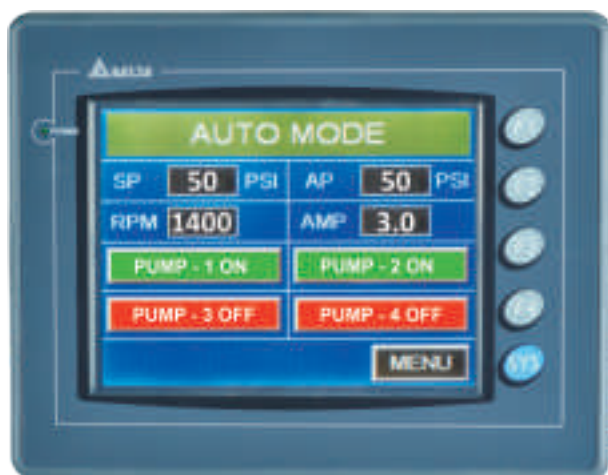 AUTO MODE
SP 50 PSI AP 50 PSI
RPM 1400 AMP 3.0
PUMP - 1 ON PUMP - 2 ON
PUMP - 3 OFF PUMP - 4 OFF
MENU
SYS